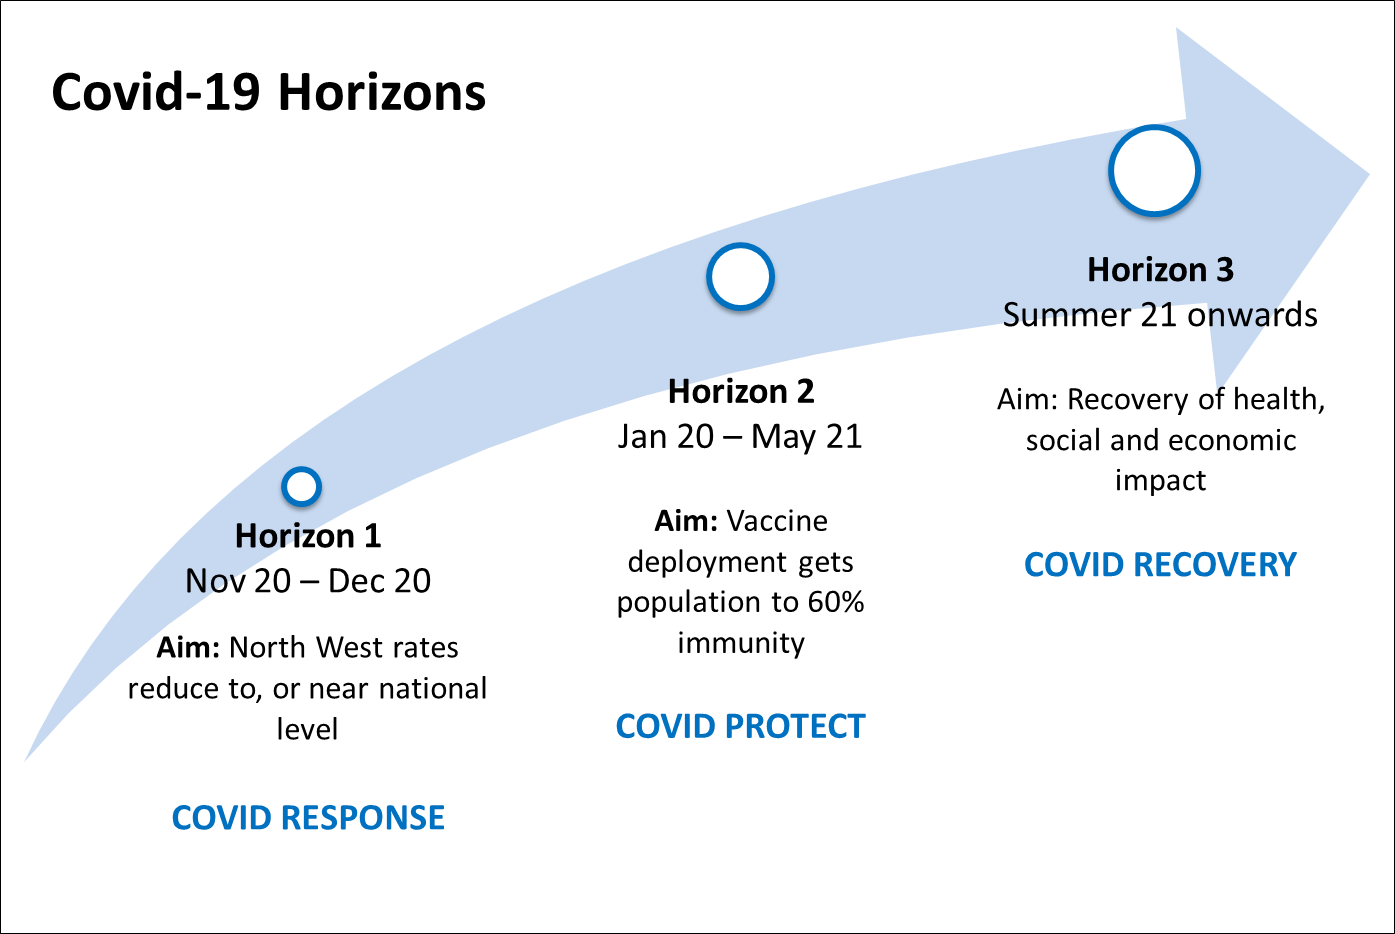 Covid-19 Horizons
Horizon 1
Nov 20 – Dec 20
Aim: North West rates
reduce to, or near national
level
COVID RESPONSE
Horizon 2
Jan 20 – May 21
Aim: Vaccine
deployment gets
population to 60%
immunity
COVID PROTECT
Horizon 3
Summer 21 onwards
Aim: Recovery of health,
social and economic
impact
COVID RECOVERY